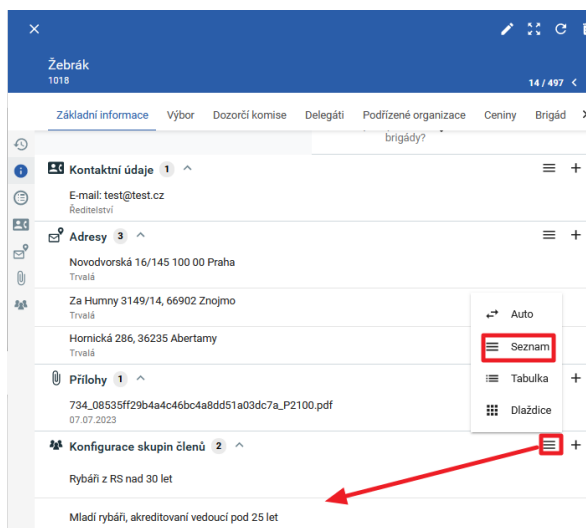 Žebrák
1018
14 / 497
Základní informace Výbor Dozorčí komise Delegáti Podřízené organizace Ceniny Brigád
brigády?
Kontaktní údaje 1
E-mail: test@test.cz
Ředitelství
Adresy 3
Novodvorská 16/145 100 00 Praha
Trvalá
Za Humny 3149/14, 66902 Znojmo
Trvalá
Hornická 286, 36235 Abertamy
Trvalá
Auto
Seznam
Tabulka
Dlaždice
Přílohy 1
734_08535ff29b4a4c46bc4a8dd51a03dc7a_P2100.pdf
07.07.2023
Konfigurace skupin členů 2
Rybáři z RS nad 30 let
Mladí rybáři, akreditovaní vedoucí pod 25 let